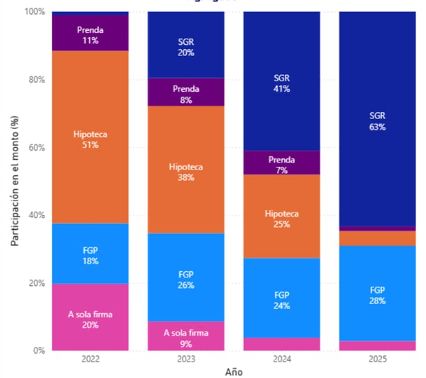 100%
80%
60%
40%
20%
0%
Participación en el monto (%)
Prenda
11%
Hipoteca
51%
FGP
18%
A sola firma
20%
SGR
20%
Prenda
8%
Hipoteca
38%
FGP
26%
A sola firma
9%
SGR
41%
Prenda
7%
Hipoteca
25%
FGP
24%
SGR
63%
FGP
28%
2022
2023
2024
2025
Año